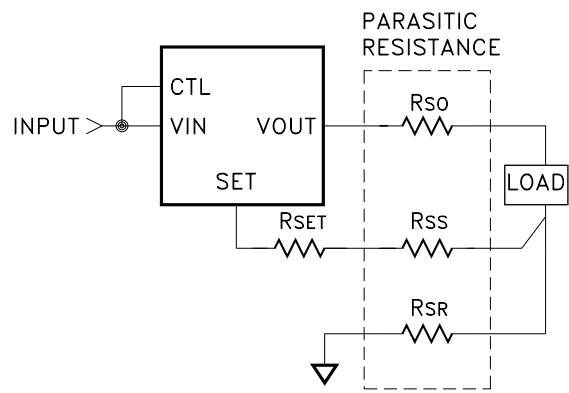 PARASITIC
RESISTANCE
CTL
RSO
INPUT
VIN
VOUT
LOAD
SET
RSET
RSS
RSR